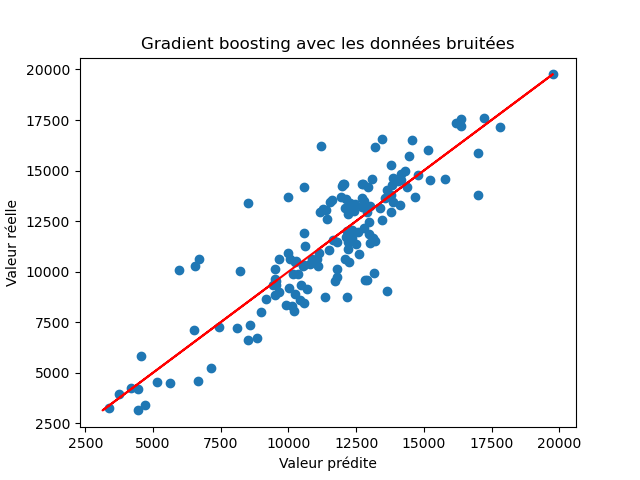 Gradient boosting avec les données bruitées
20000
17500
15000
12500
10000
7500
5000
2500
Valeur réelle
2500 5000 7500 10000 12500 15000 17500 20000
Valeur prédite